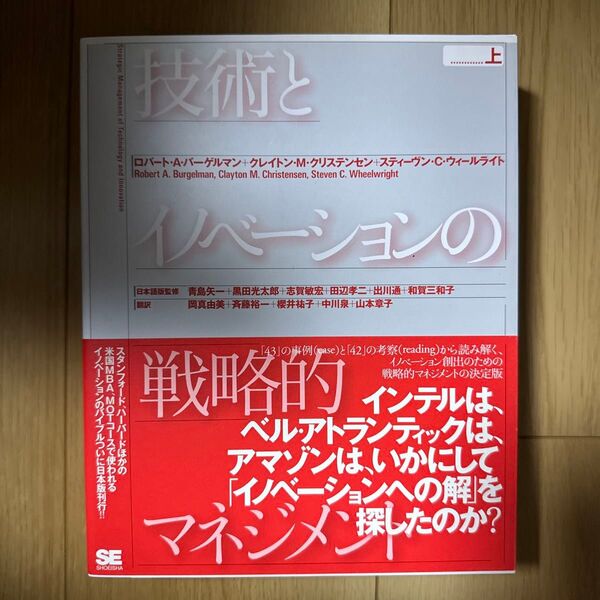 Strategic Management of Technology and Innovation
............上
技術と
ロバート・A・バーゲルマン+クレイトン・M・クリステンセン+スティーヴン・C・ウィールライト
Robert A. Burgelman, Clayton M. Christensen, Steven C. Wheelwright
イノベーションの
日本語版監修 青島矢一+黒田光太郎+志賀敏宏+田辺孝二+出川通+和賀三和子
翻訳 岡真由美+斉藤裕一+櫻井祐子+中川泉+山本章子
戦略的
「43」の事例(case)と「42」の考察(reading)から読み解く、
イノベーション創出のための
戦略的マネジメントの決定版
インテルは、
ベル・アトランティックは、
アマゾンは、いかにして
「イノベーションへの解」を
探したのか?
マネジメント
スタンフォード、ハーバードほかの
米国MBA、MOTコースで使われる
イノベーションのバイブルついに日本版刊行!!
SE
SHOEISHA